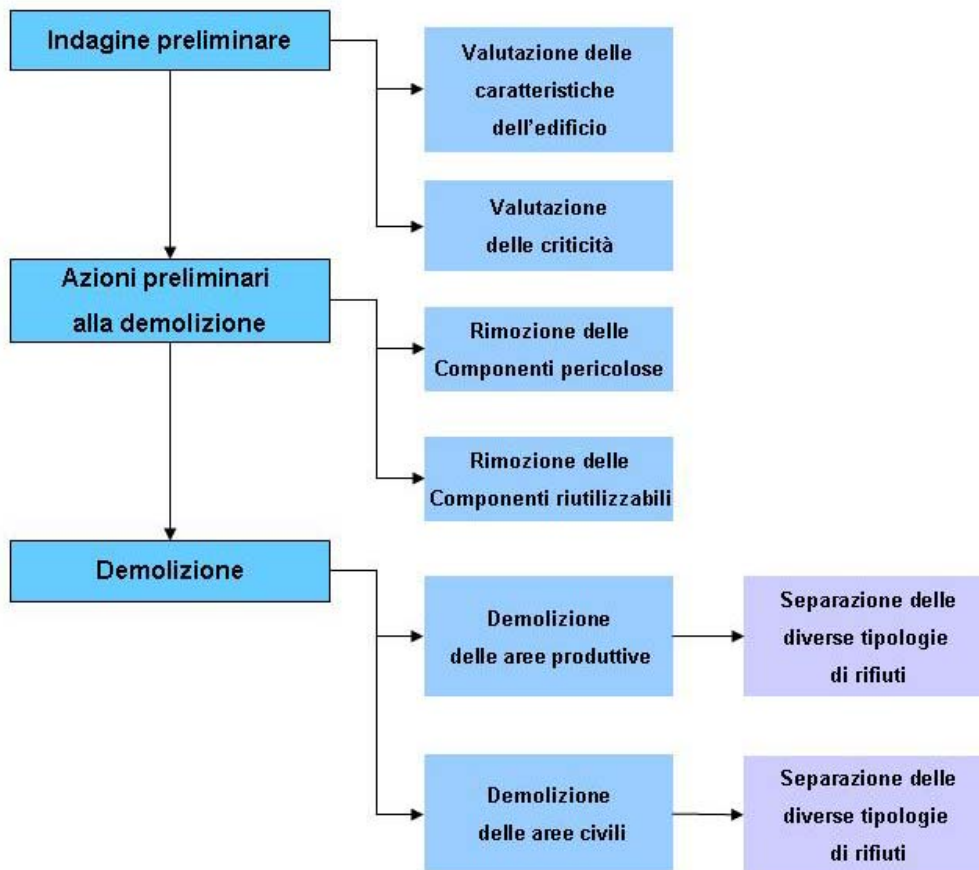 Indagine preliminare
Valutazione delle
caratteristiche
dell'edificio
Valutazione
delle criticità
Azioni preliminari
alla demolizione
Rimozione delle
Componenti pericolose
Rimozione delle
Componenti riutilizzabili
Demolizione
Demolizione
delle aree produttive
Separazione delle
diverse tipologie
di rifiuti
Demolizione
delle aree civili
Separazione delle
diverse tipologie
di rifiuti